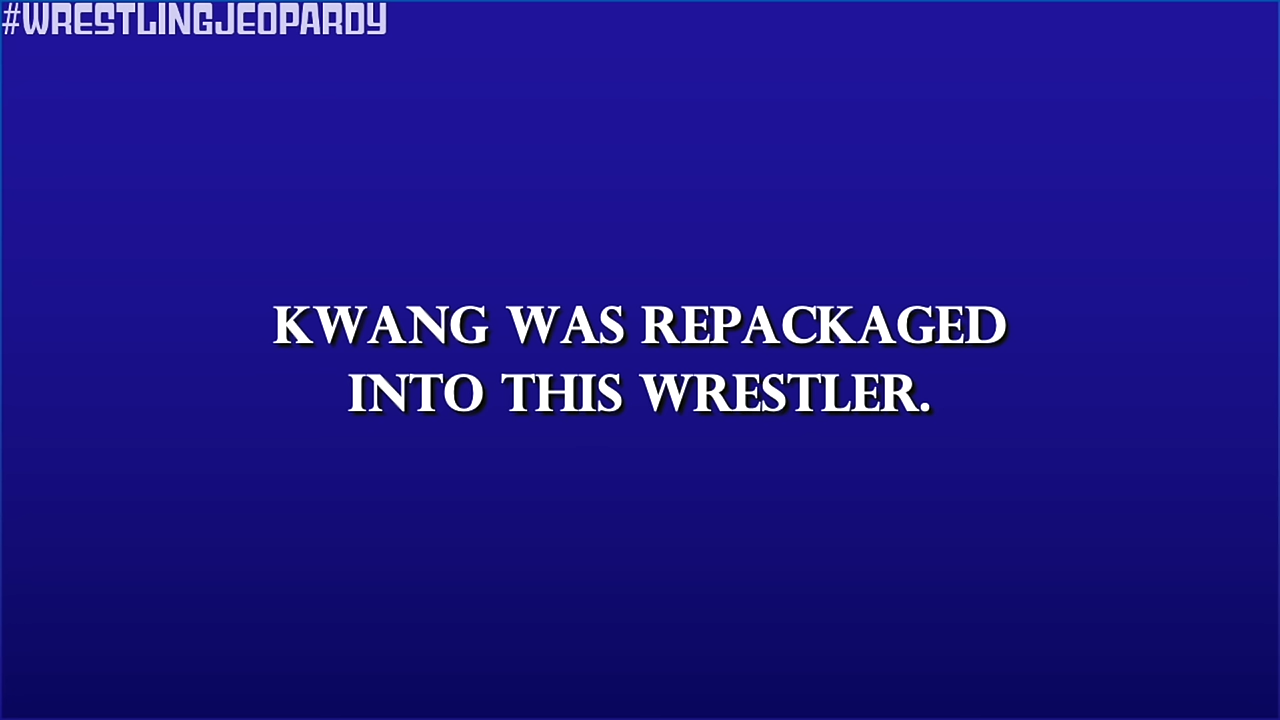 #WRESTLINGJEOPARDY
KWANG WAS REPACKAGED
INTO THIS WRESTLER.